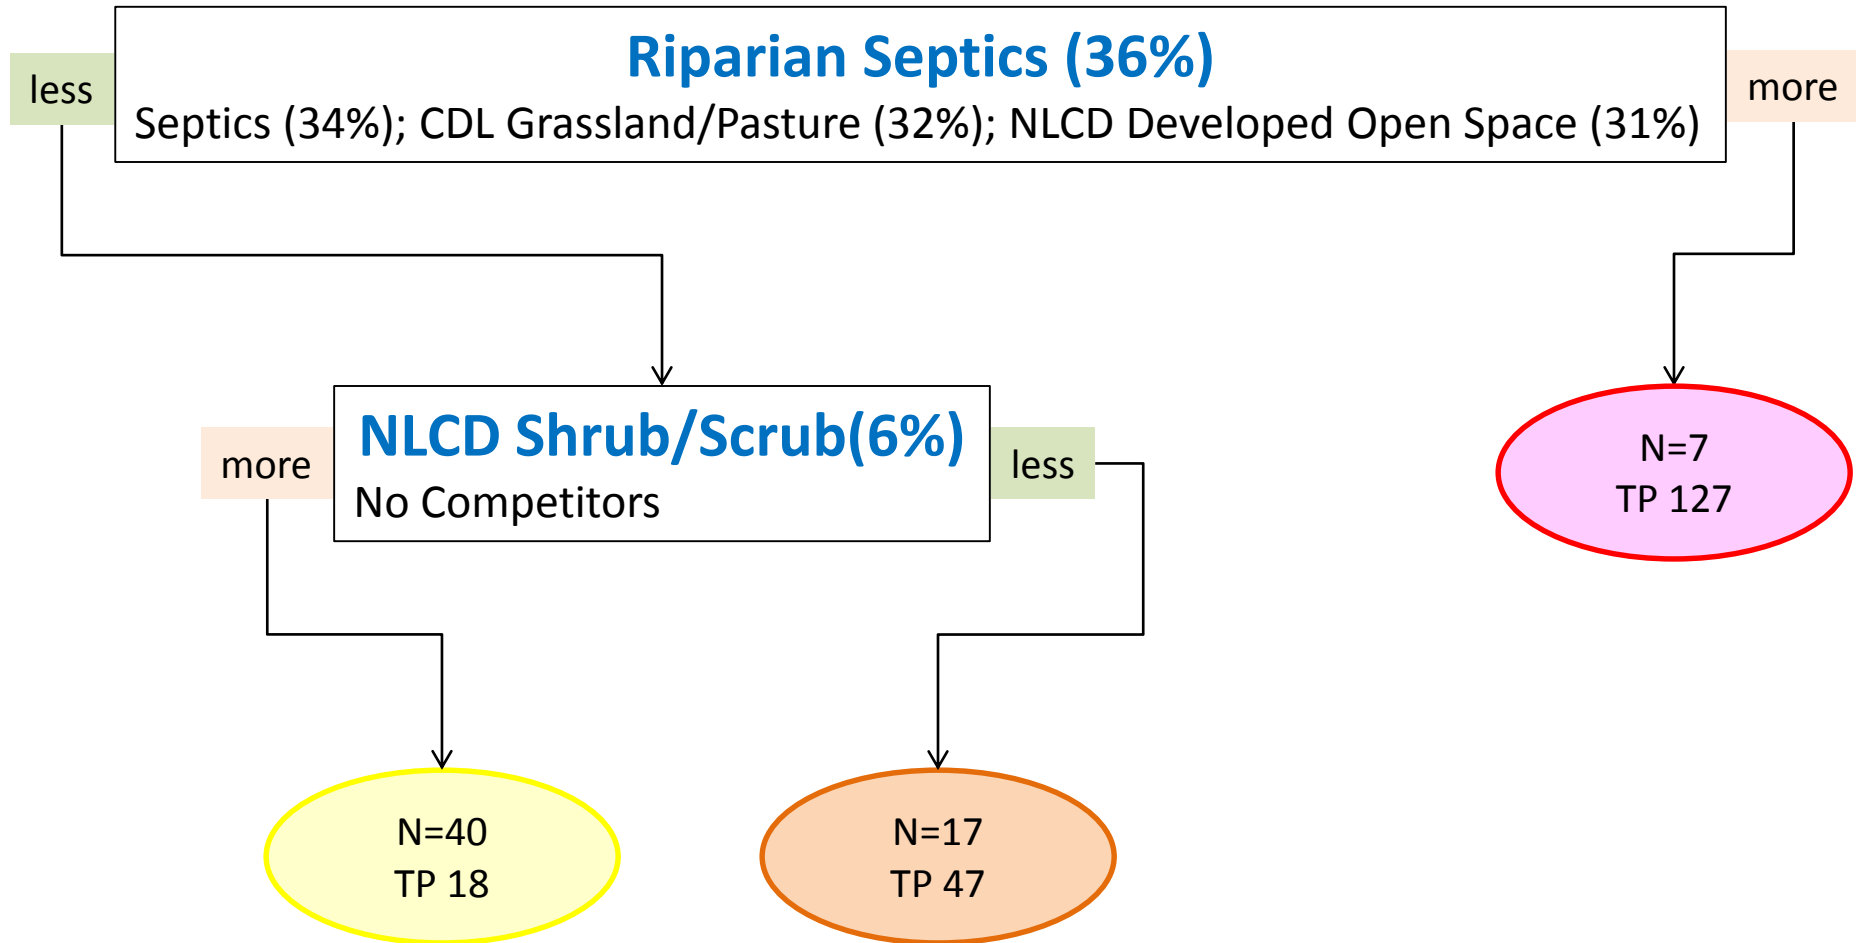 Riparian Septics (36%)
less
more
Septics (34%); CDL Grassland/Pasture (32%); NLCD Developed Open Space (31%)
NLCD Shrub/Scrub(6%)
more
less
No Competitors
N=7
TP 127
N=40
TP 18
N=17
TP 47